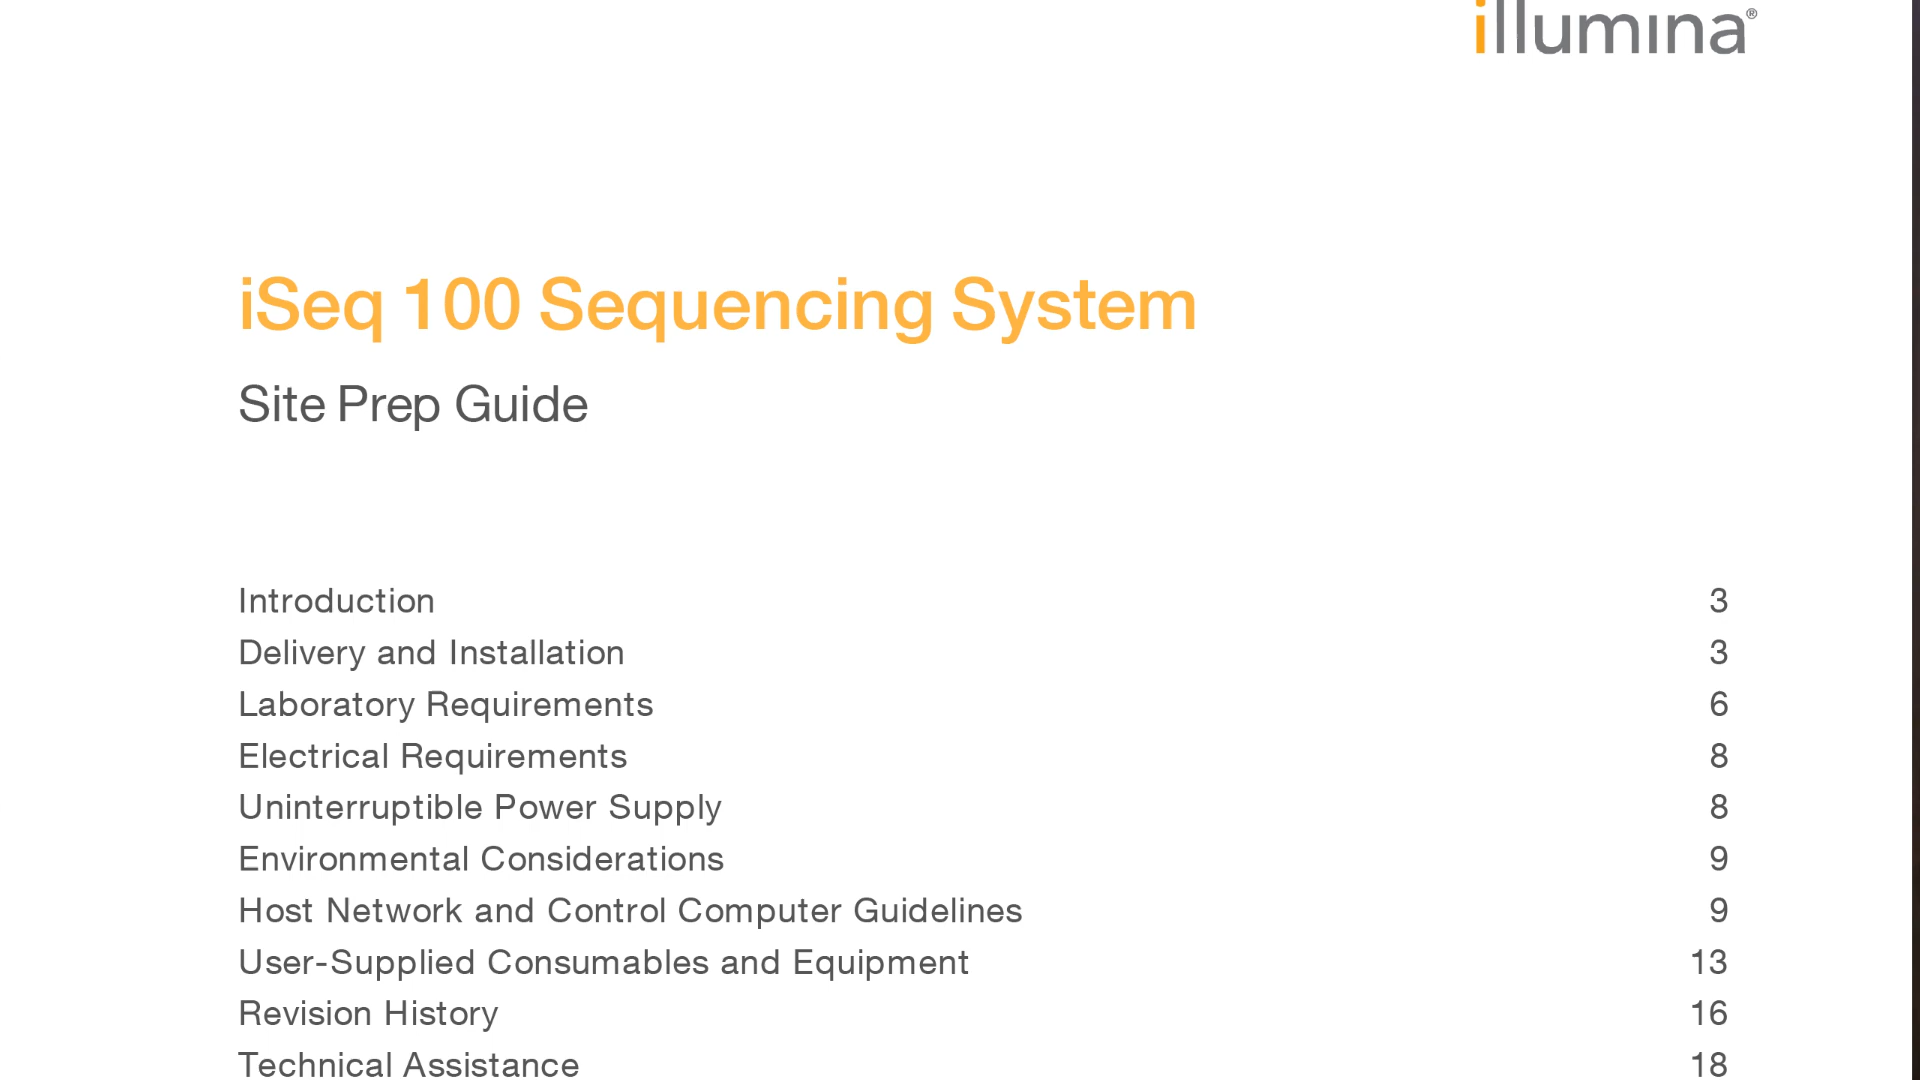 illumina®
iSeq 100 Sequencing System
Site Prep Guide
Introduction 3
Delivery and Installation 3
Laboratory Requirements 6
Electrical Requirements 8
Uninterruptible Power Supply 8
Environmental Considerations 9
Host Network and Control Computer Guidelines 9
User-Supplied Consumables and Equipment 13
Revision History 16
Technical Assistance 18